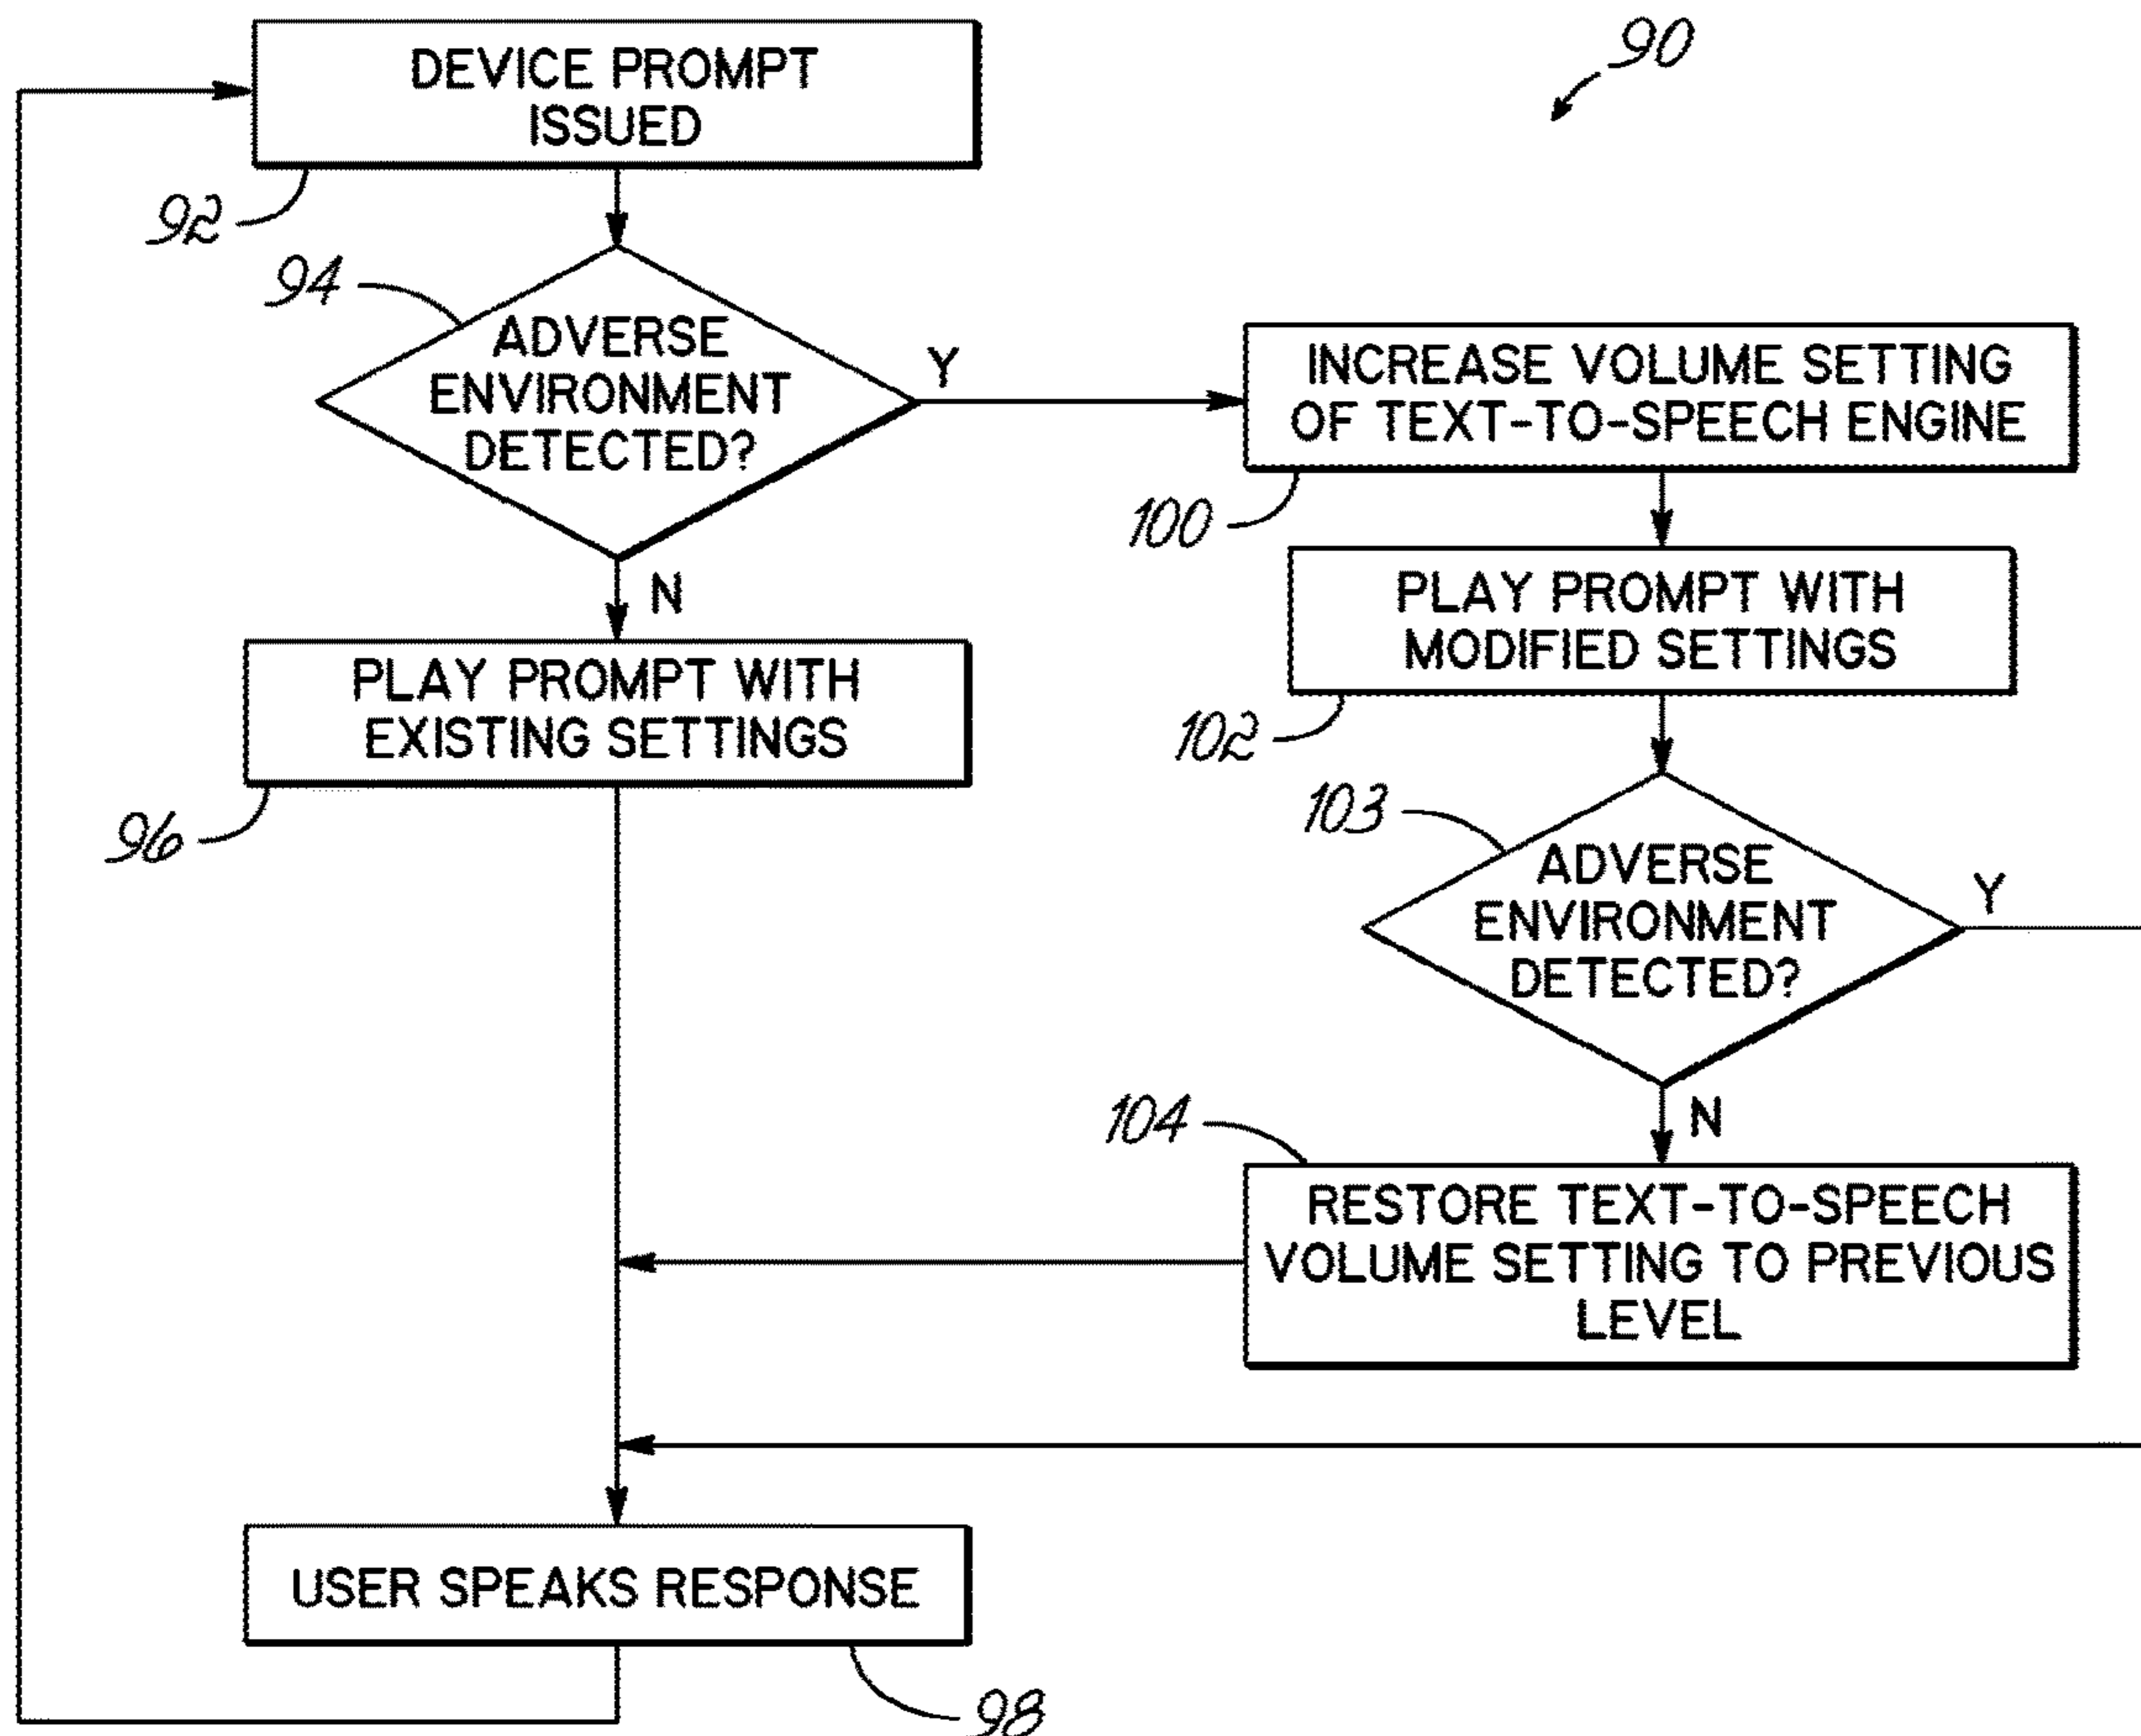 90
DEVICE PROMPT
ISSUED
92
94
ADVERSE
ENVIRONMENT
DETECTED?
Y
N
INCREASE VOLUME SETTING
OF TEXT-TO-SPEECH ENGINE
100
PLAY PROMPT WITH
MODIFIED SETTINGS
102
PLAY PROMPT WITH
EXISTING SETTINGS
96
103
ADVERSE
ENVIRONMENT
DETECTED?
Y
N
104
RESTORE TEXT-TO-SPEECH
VOLUME SETTING TO PREVIOUS
LEVEL
USER SPEAKS RESPONSE
98